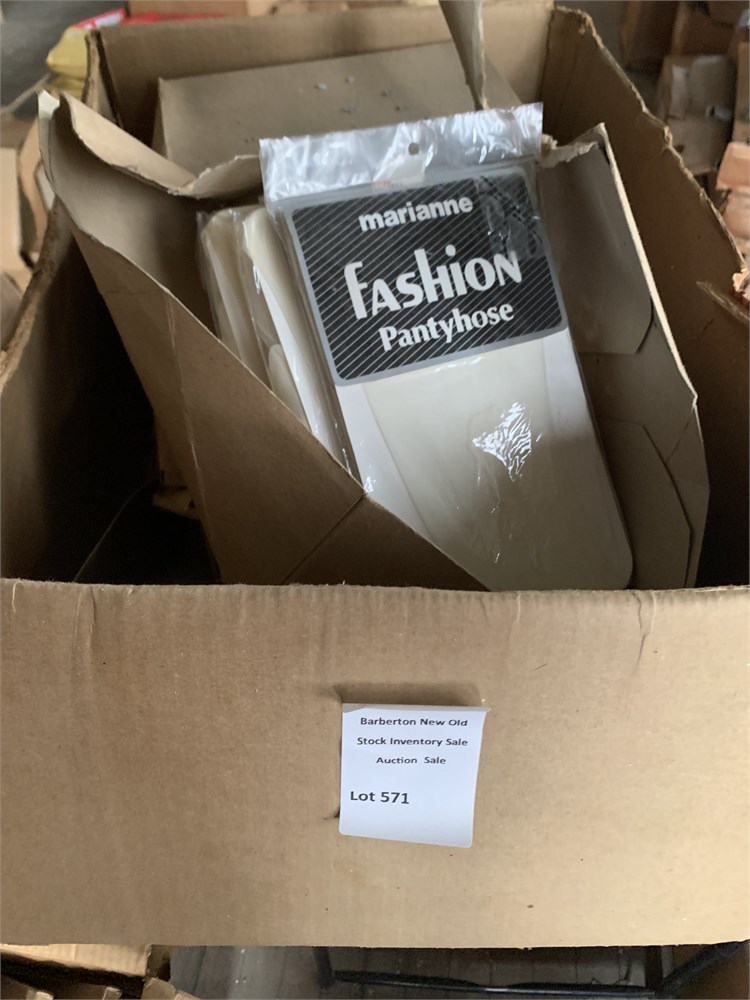 marianne
fAShiON
Pantyhose
Barberton New Old
Stock Inventory Sale
Auction Sale
Lot 571